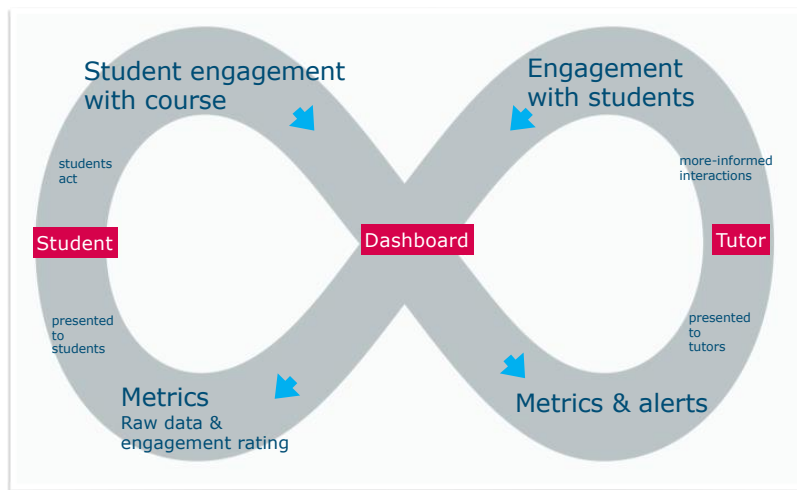 Student engagement
with course
Engagement
with students
students
act
more-informed
interactions
Student
Dashboard
Tutor
presented
to
students
presented
to
tutors
Metrics
Raw data &
engagement rating
Metrics & alerts